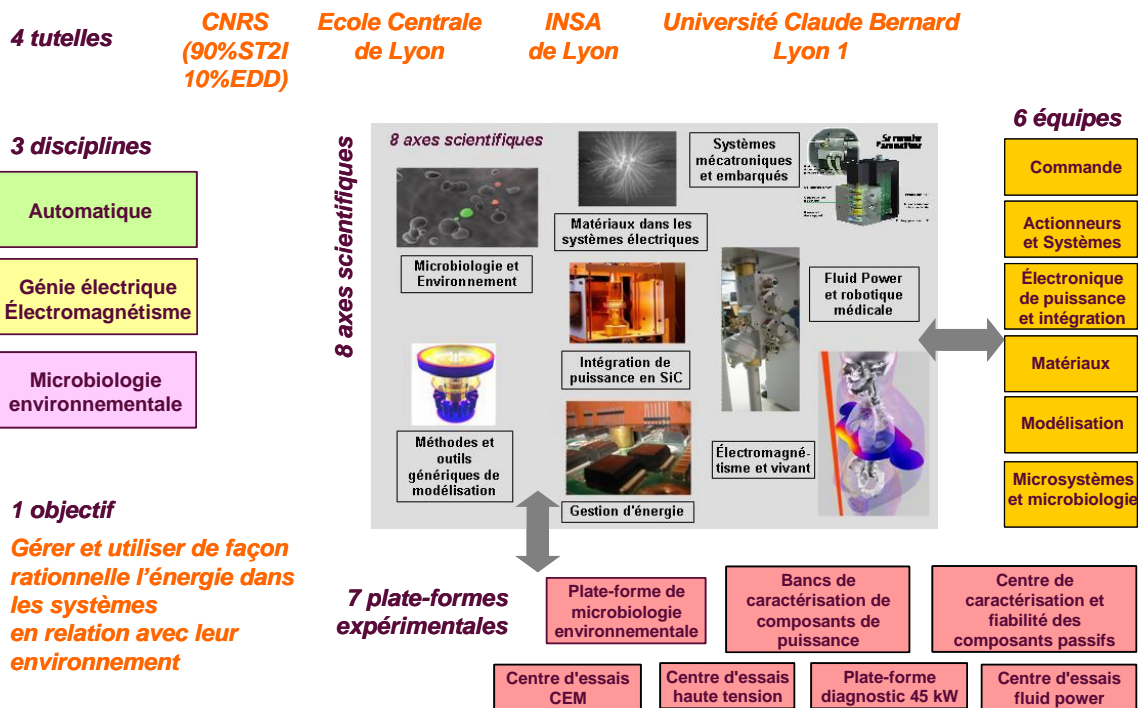 4 tutelles
CNRS
(90%ST2I
10%EDD)
Ecole Centrale
de Lyon
INSA
de Lyon
Université Claude Bernard
Lyon 1
3 disciplines
Automatique
Génie électrique
Électromagnétisme
Microbiologie
environnementale
1 objectif
Gérer et utiliser de façon
rationnelle l’énergie dans
les systèmes
en relation avec leur
environnement
8 axes scientifiques
8 axes scientifiques
Microbiologie et
Environnement
Matériaux dans les
systèmes électriques
Systèmes
mécatroniques
et embarqués
Intégration de
puissance en SiC
Fluid Power
et robotique
médicale
Méthodes et
outils
génériques de
modélisation
Gestion d'énergie
Électromagné-
tisme et vivant
6 équipes
Commande
Actionneurs
et Systèmes
Électronique
de puissance
et intégration
Matériaux
Modélisation
Microsystèmes
et microbiologie
7 plate-formes
expérimentales
Plate-forme de
microbiologie
environnementale
Bancs de
caractérisation de
composants de
puissance
Centre de
caractérisation et
fiabilité des
composants passifs
Centre d'essais
CEM
Centre d'essais
haute tension
Plate-forme
diagnostic 45 kW
Centre d'essais
fluid power